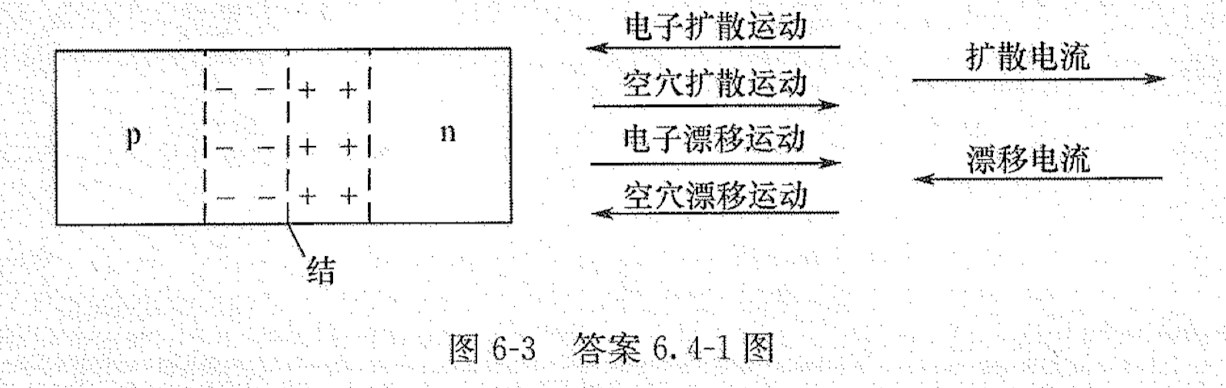 电子扩散运动
扩散电流
空穴扩散运动
p
n
电子漂移运动
漂移电流
空穴漂移运动
- - + +
- - + +
- - + +
结
图 6-3 答案 6.4-1 图